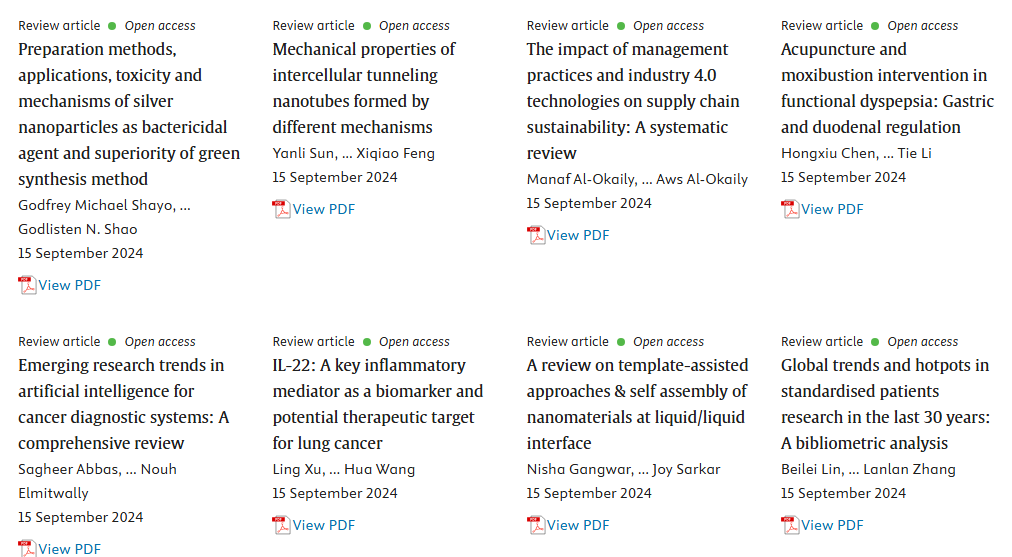 Review article ● Open access
Preparation methods,
applications, toxicity and
mechanisms of silver
nanoparticles as bactericidal
agent and superiority of green
synthesis method
Godfrey Michael Shayo, ...
Godlisten N. Shao
15 September 2024
PDF View PDF
Review article ● Open access
Mechanical properties of
intercellular tunneling
nanotubes formed by
different mechanisms
Yanli Sun, ... Xiqiao Feng
15 September 2024
PDF View PDF
Review article ● Open access
The impact of management
practices and industry 4.0
technologies on supply chain
sustainability: A systematic
review
Manaf Al-Okaily, ... Aws Al-Okaily
15 September 2024
PDF View PDF
Review article ● Open access
Acupuncture and
moxibustion intervention in
functional dyspepsia: Gastric
and duodenal regulation
Hongxiu Chen, ... Tie Li
15 September 2024
PDF View PDF
Review article ● Open access
Emerging research trends in
artificial intelligence for
cancer diagnostic systems: A
comprehensive review
Sagheer Abbas, ... Nouh
Elmitwally
15 September 2024
PDF View PDF
Review article ● Open access
IL-22: A key inflammatory
mediator as a biomarker and
potential therapeutic target
for lung cancer
Ling Xu, ... Hua Wang
15 September 2024
PDF View PDF
Review article ● Open access
A review on template-assisted
approaches & self assembly of
nanomaterials at liquid/liquid
interface
Nisha Gangwar, ... Joy Sarkar
15 September 2024
PDF View PDF
Review article ● Open access
Global trends and hotpots in
standardised patients
research in the last 30 years:
A bibliometric analysis
Beilei Lin, ... Lanlan Zhang
15 September 2024
PDF View PDF